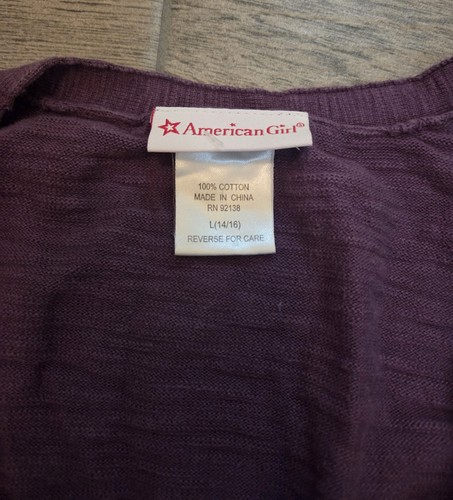 American Girl®
100% COTTON
MADE IN CHINA
RN 92138
L(14/16)
REVERSE FOR CARE